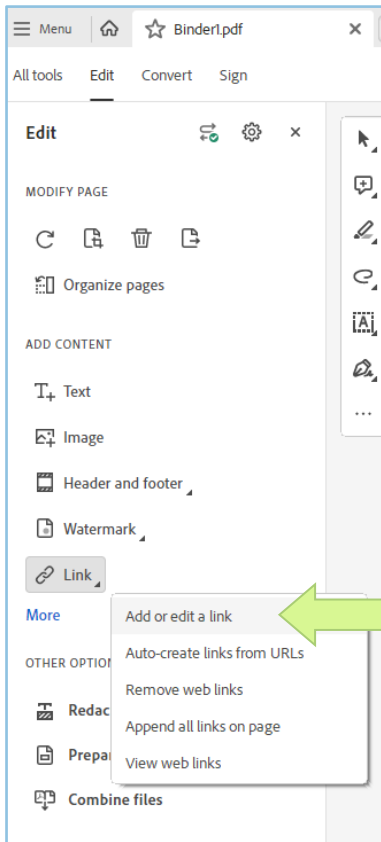 Menu
Binder1.pdf
All tools Edit Convert Sign
Edit
MODIFY PAGE
Organize pages
ADD CONTENT
Text
Image
Header and footer
Watermark
Link
More
Add or edit a link
Auto-create links from URLs
OTHER OPTION
Remove web links
Redac
Append all links on page
Prepa
View web links
Combine files